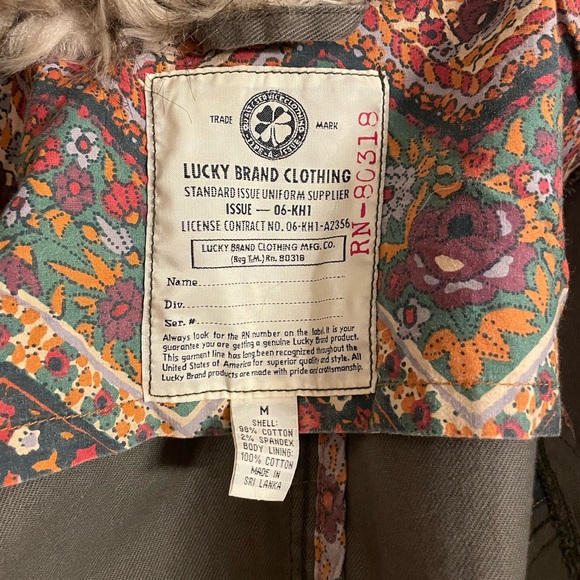 TRADE MARK
LUCKY BRAND CLOTHING
STANDARD ISSUE UNIFORM SUPPLIER
ISSUE — 06-KH1
LICENSE CONTRACT NO. 06-KH1-A2356
LUCKY BRAND CLOTHING MFG. CO.
(Reg T.M.) Rn. 80318
RN-80318
Name
Div.
Ser. #
Always look for the RN number on the label. it is your
guarantee you are getting a genuine Lucky Brand product.
This garment line has long been recognized throughout the
United States of America for superior quality and style. All
Lucky Brand products are made with pride and craftsmanship.
M
SHELL:
98% COTTON
2% SPANDEX
BODY LINING:
100% COTTON
MADE IN
SRI LANKA